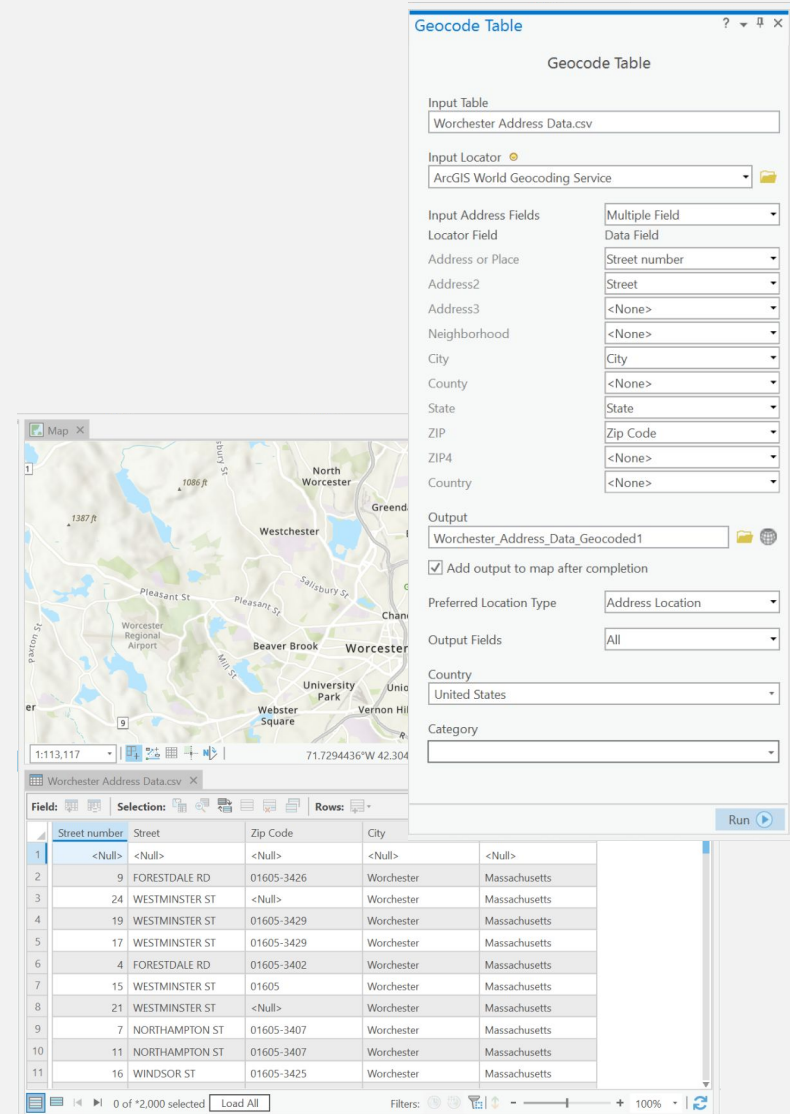 Geocode Table
?
Geocode Table
Input Table
Worchester Address Data.csv
Input Locator
ArcGIS World Geocoding Service
Input Address Fields Multiple Field
Locator Field Data Field
Address or Place Street number
Address2 Street
Address3 <None>
Neighborhood <None>
City City
County <None>
State State
ZIP Zip Code
ZIP4 <None>
Country <None>
Output
Worchester_Address_Data_Geocoded1
Add output to map after completion
Preferred Location Type Address Location
Output Fields All
Country
United States
Category
Run
Map
1
1086 ft
North
Worcester
1387 ft
Westchester
Salisbury St
Pleasant St
Pleasant St
Worcester
Regional
Airport
Paxton St
Mill St
Beaver Brook
Worcester
University
Park
Webster
Square
9
1:113,117
Worchester Address Data.csv
Field: Selection: Rows:
Street number Street Zip Code City
1 <Null> <Null> <Null> <Null> <Null>
2 9 FORESTDALE RD 01605-3426 Worchester Massachusetts
3 24 WESTMINSTER ST <Null> Worchester Massachusetts
4 19 WESTMINSTER ST 01605-3429 Worchester Massachusetts
5 17 WESTMINSTER ST 01605-3429 Worchester Massachusetts
6 4 FORESTDALE RD 01605-3402 Worchester Massachusetts
7 15 WESTMINSTER ST 01605 Worchester Massachusetts
8 21 WESTMINSTER ST <Null> Worchester Massachusetts
9 7 NORTHAMPTON ST 01605-3407 Worchester Massachusetts
10 11 NORTHAMPTON ST 01605-3407 Worchester Massachusetts
11 16 WINDSOR ST 01605-3425 Worchester Massachusetts
0 of *2,000 selected Load All Filters: - + 100%